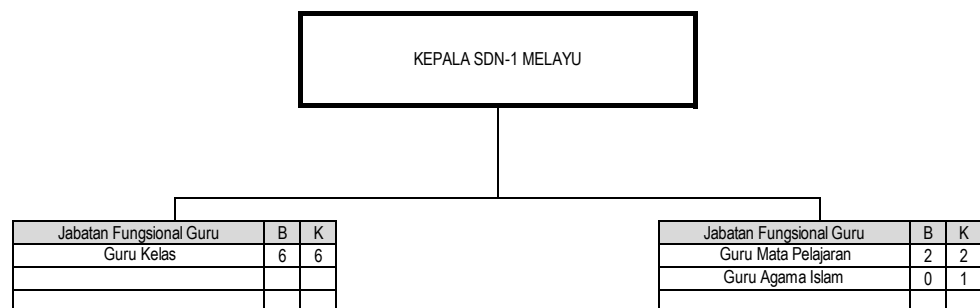 KEPALA SDN-1 MELAYU
Jabatan Fungsional Guru B K
Guru Kelas 6 6
Jabatan Fungsional Guru B K
Guru Mata Pelajaran 2 2
Guru Agama Islam 0 1